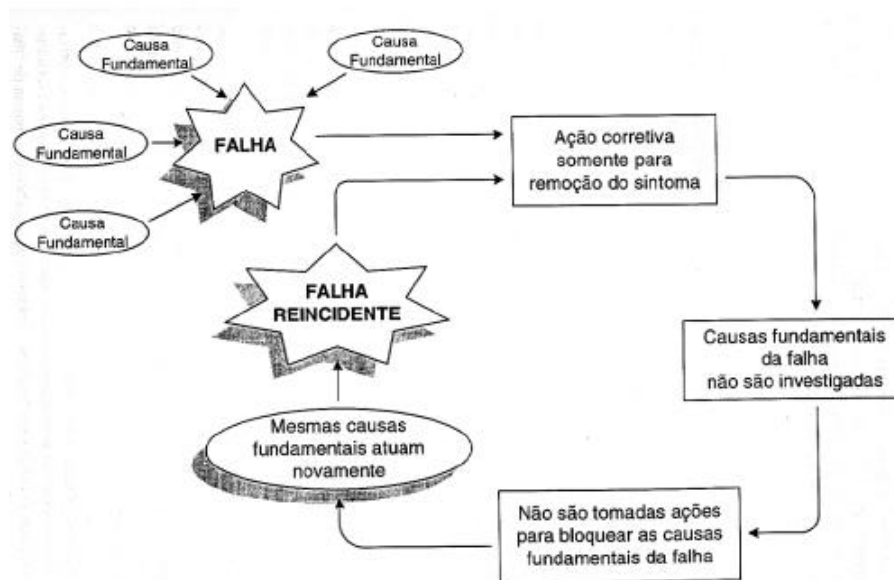 Causa
Fundamental
Causa
Fundamental
Causa
Fundamental
FALHA
Causa
Fundamental
Ação corretiva
somente para
remoção do sintoma
FALHA
REINCIDENTE
Causas fundamentais
da falha
não são investigadas
Mesmas causas
fundamentais atuam
novamente
Não são tomadas ações
para bloquear as causas
fundamentais da falha